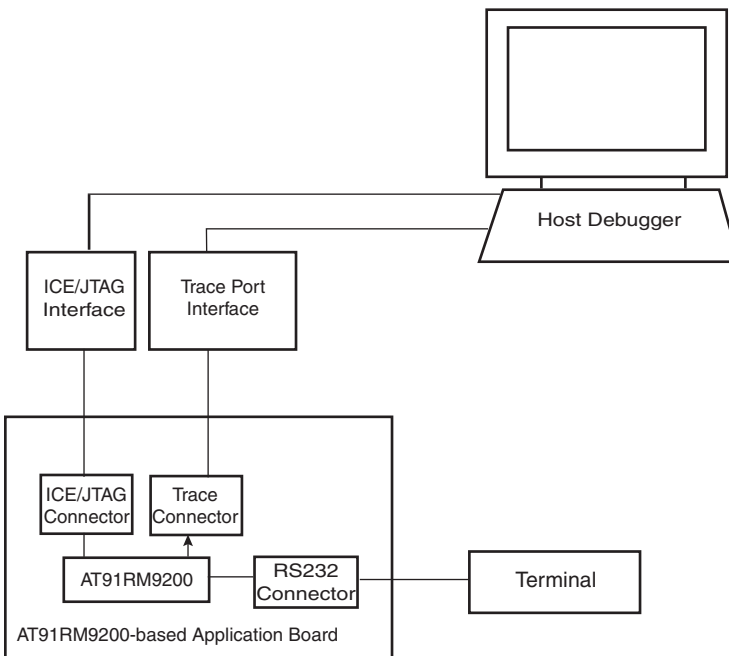 Host Debugger
ICE/JTAG
Interface
Trace Port
Interface
ICE/JTAG
Connector
Trace
Connector
AT91RM9200
RS232
Connector
Terminal
AT91RM9200-based Application Board